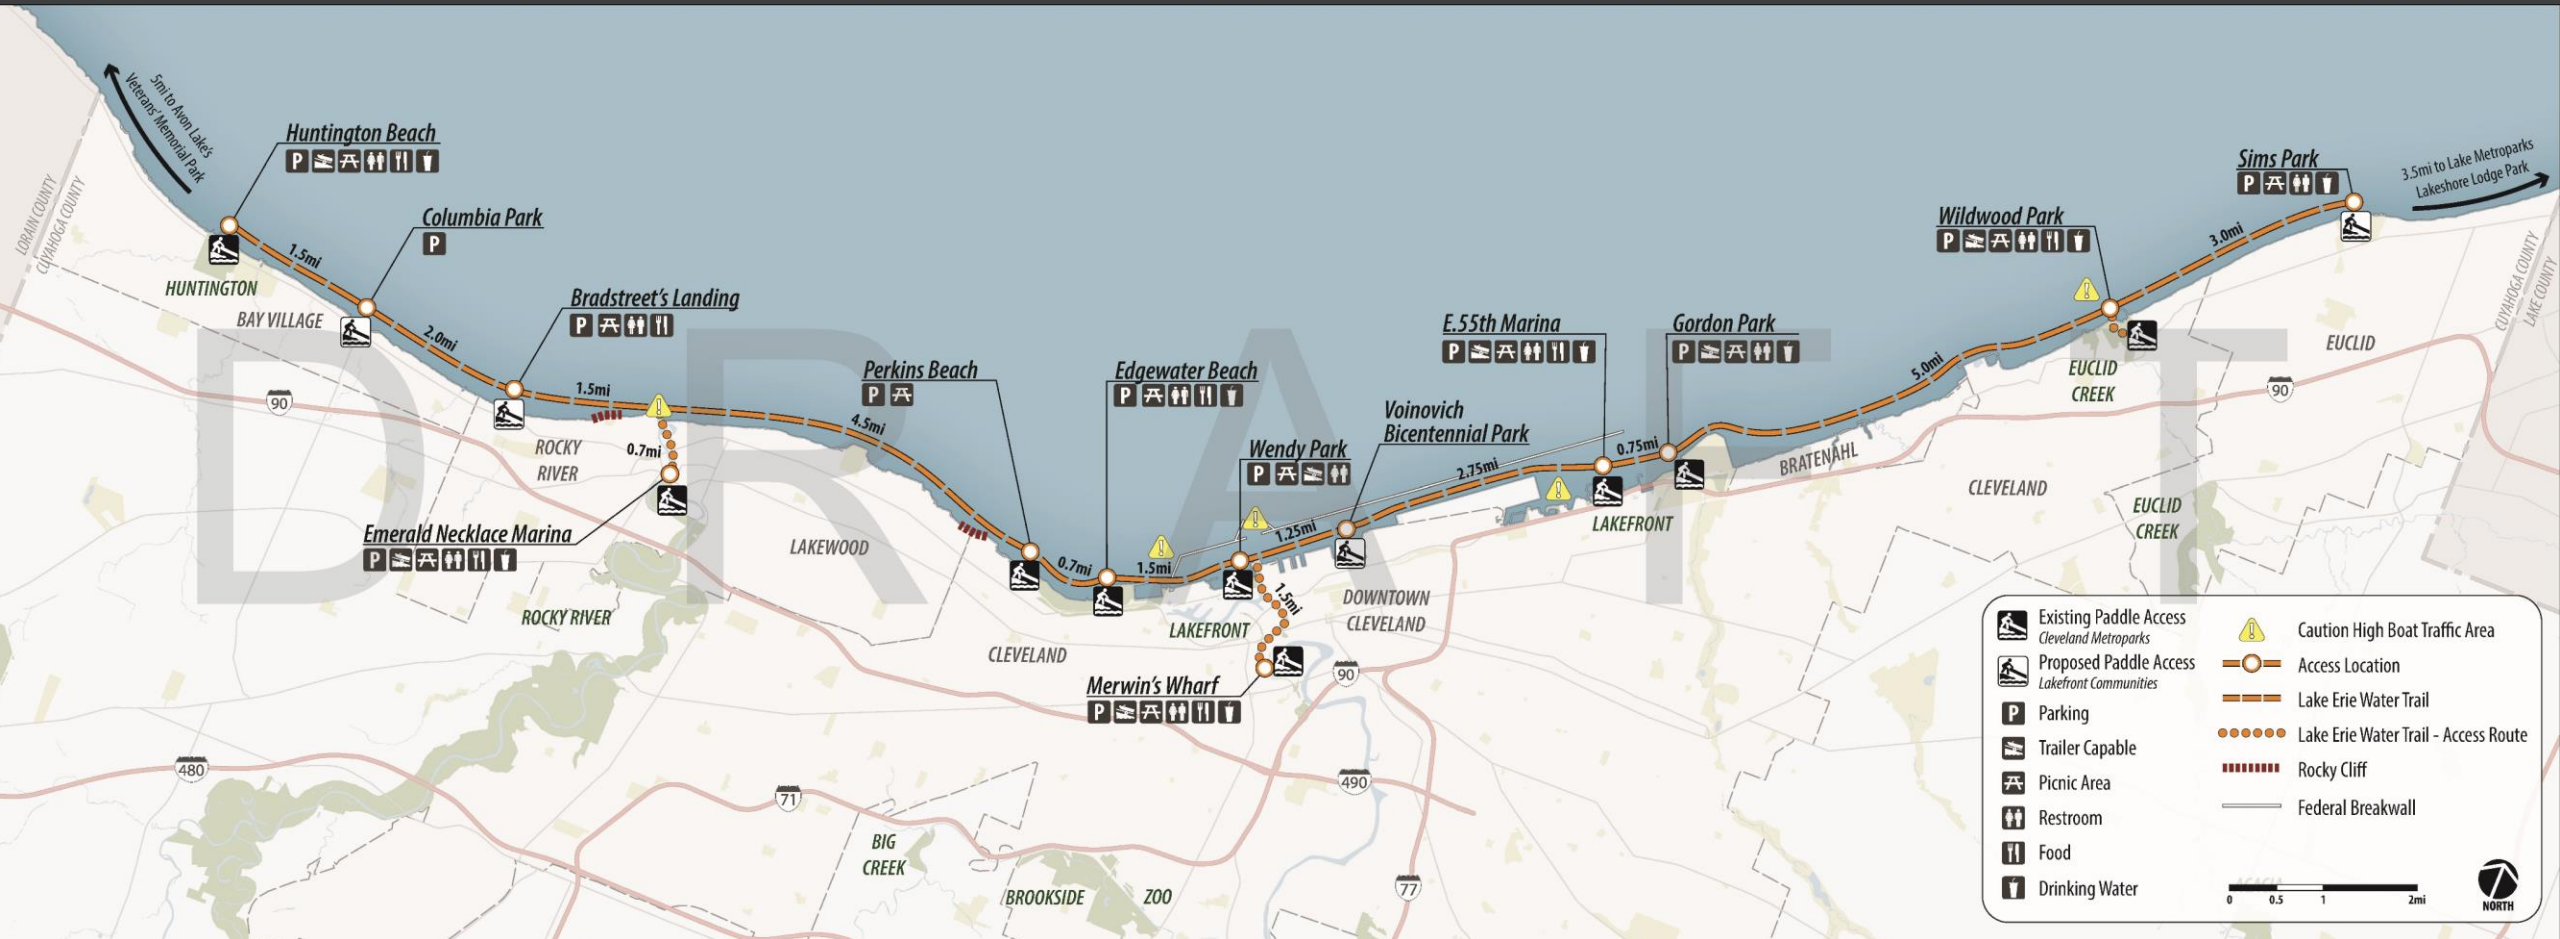 5mi to Avon Lake's
Veterans' Memorial Park
LORAIN COUNTY
CUYAHOGA COUNTY
Huntington Beach
P
HUNTINGTON
BAY VILLAGE
1.5mi
Columbia Park
P
2.0mi
Bradstreet's Landing
P
1.5mi
90
ROCKY
RIVER
0.7mi
Emerald Necklace Marina
P
ROCKY RIVER
4.5mi
LAKEWOOD
Perkins Beach
P
0.7mi
Edgewater Beach
P
1.5mi
CLEVELAND
LAKEFRONT
Wendy Park
P
1.25mi
1.5mi
Merwin's Wharf
P
Voinovich
Bicentennial Park
DOWNTOWN
CLEVELAND
90
2.75mi
E.55th Marina
P
0.75mi
LAKEFRONT
Gordon Park
P
BRATENAHL
5.0mi
CLEVELAND
Wildwood Park
P
EUCLID
CREEK
EUCLID
CREEK
3.0mi
Sims Park
P
3.5mi to Lake Metroparks
Lakeshore Lodge Park
EUCLID
90
CUYAHOGA COUNTY
LAKE COUNTY
DRAFT
480
71
490
77
BIG
CREEK
BROOKSIDE
ZOO
Existing Paddle Access
Cleveland Metroparks
Proposed Paddle Access
Lakefront Communities
P Parking
Trailer Capable
Picnic Area
Restroom
Food
Drinking Water
Caution High Boat Traffic Area
Access Location
Lake Erie Water Trail
Lake Erie Water Trail - Access Route
Rocky Cliff
Federal Breakwall
0 0.5 1 2mi
NORTH